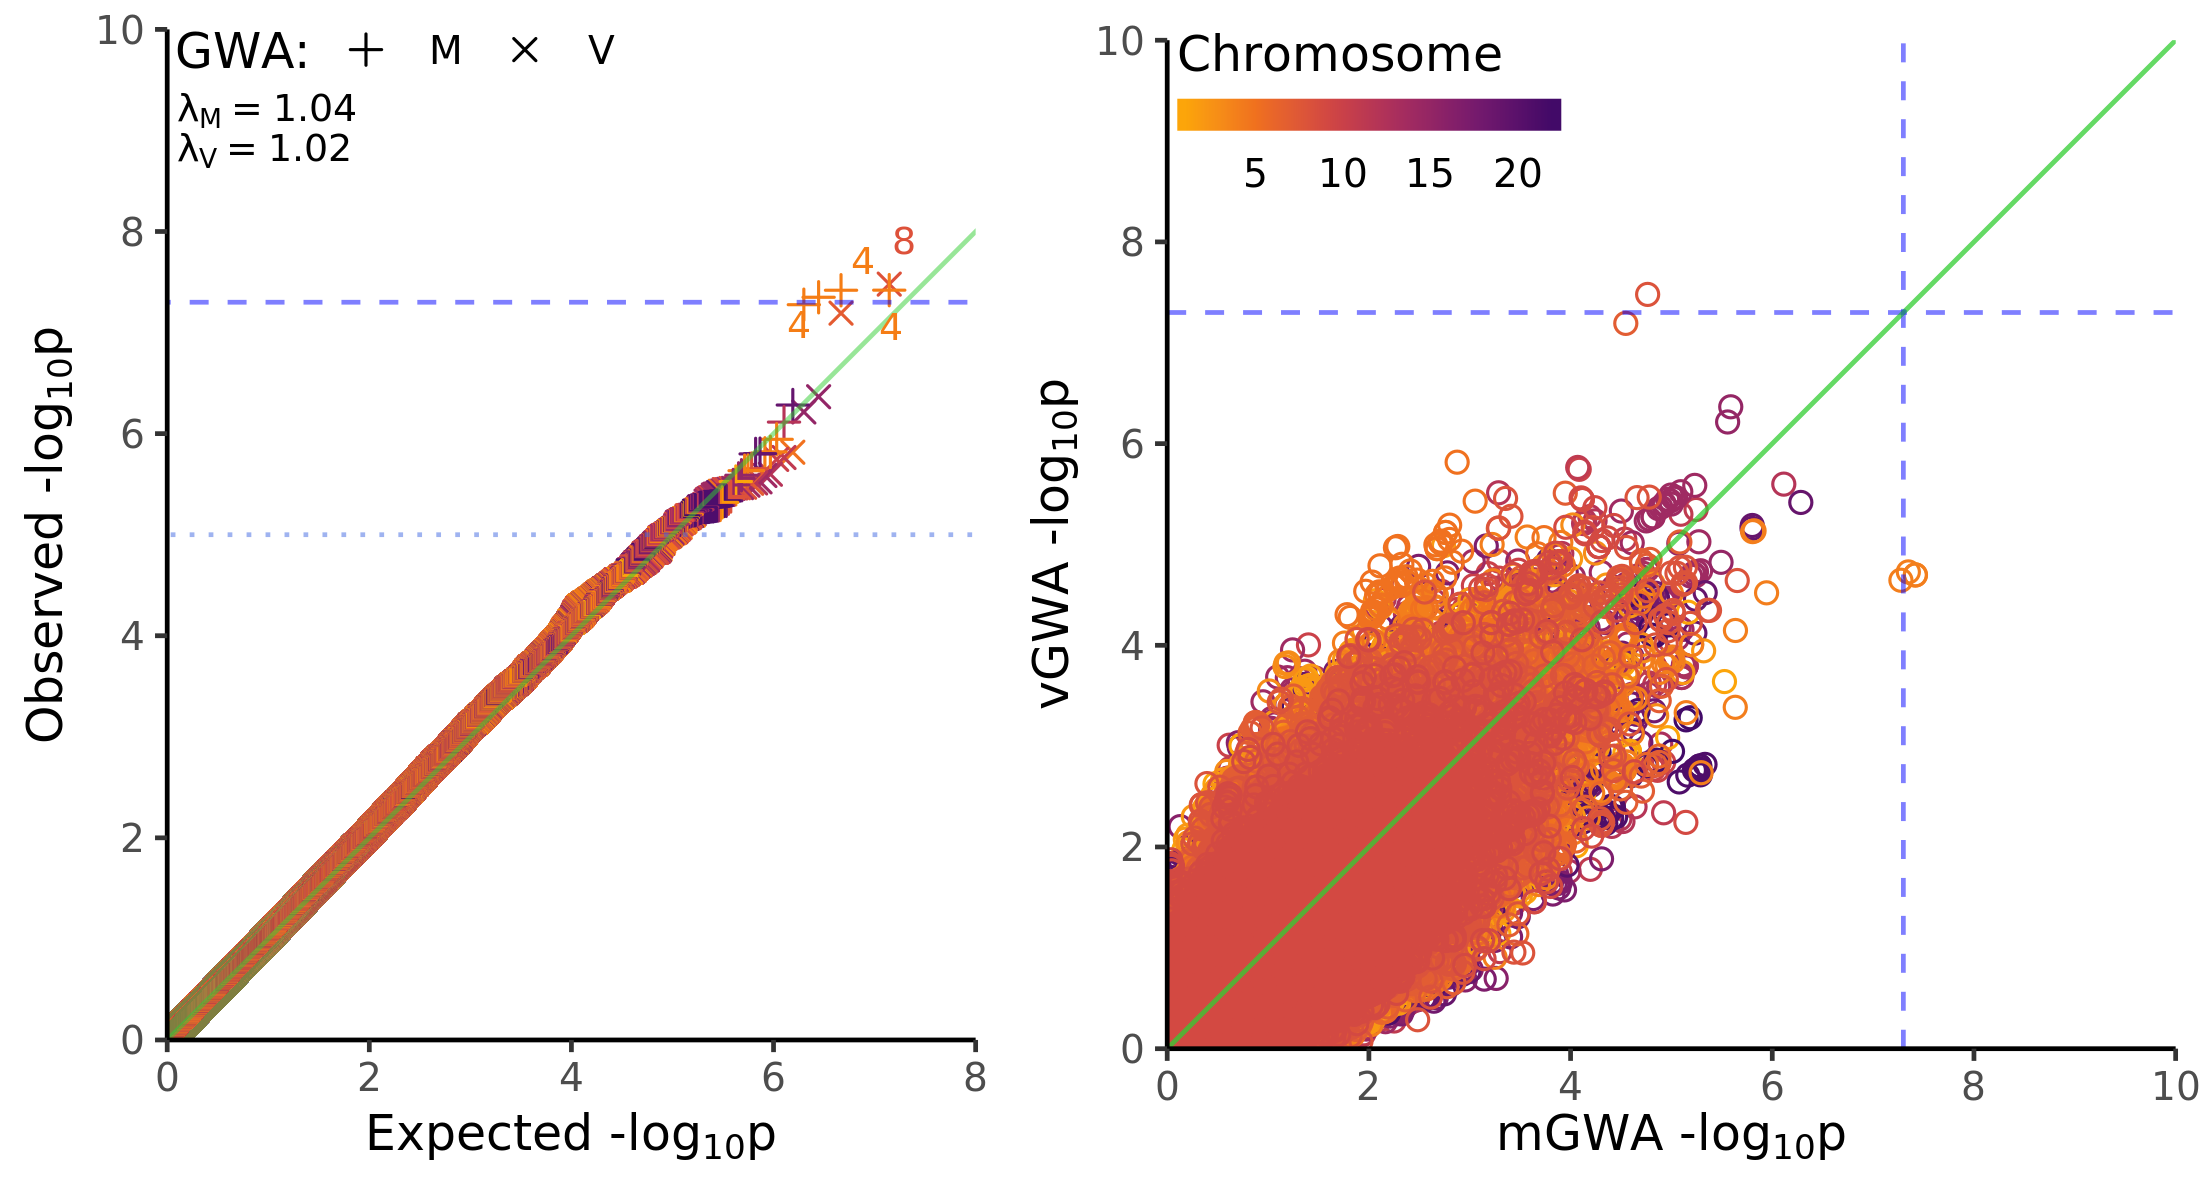 GWA: + M × V
λM = 1.04
λV = 1.02
10
8
6
4
2
0
8
4
4
4
0 2 4 6 8
Expected -log10p
Observed -log10p
Chromosome
5 10 15 20
10
8
6
4
2
0
0 2 4 6 8 10
mGWA -log10p
vGWA -log10p